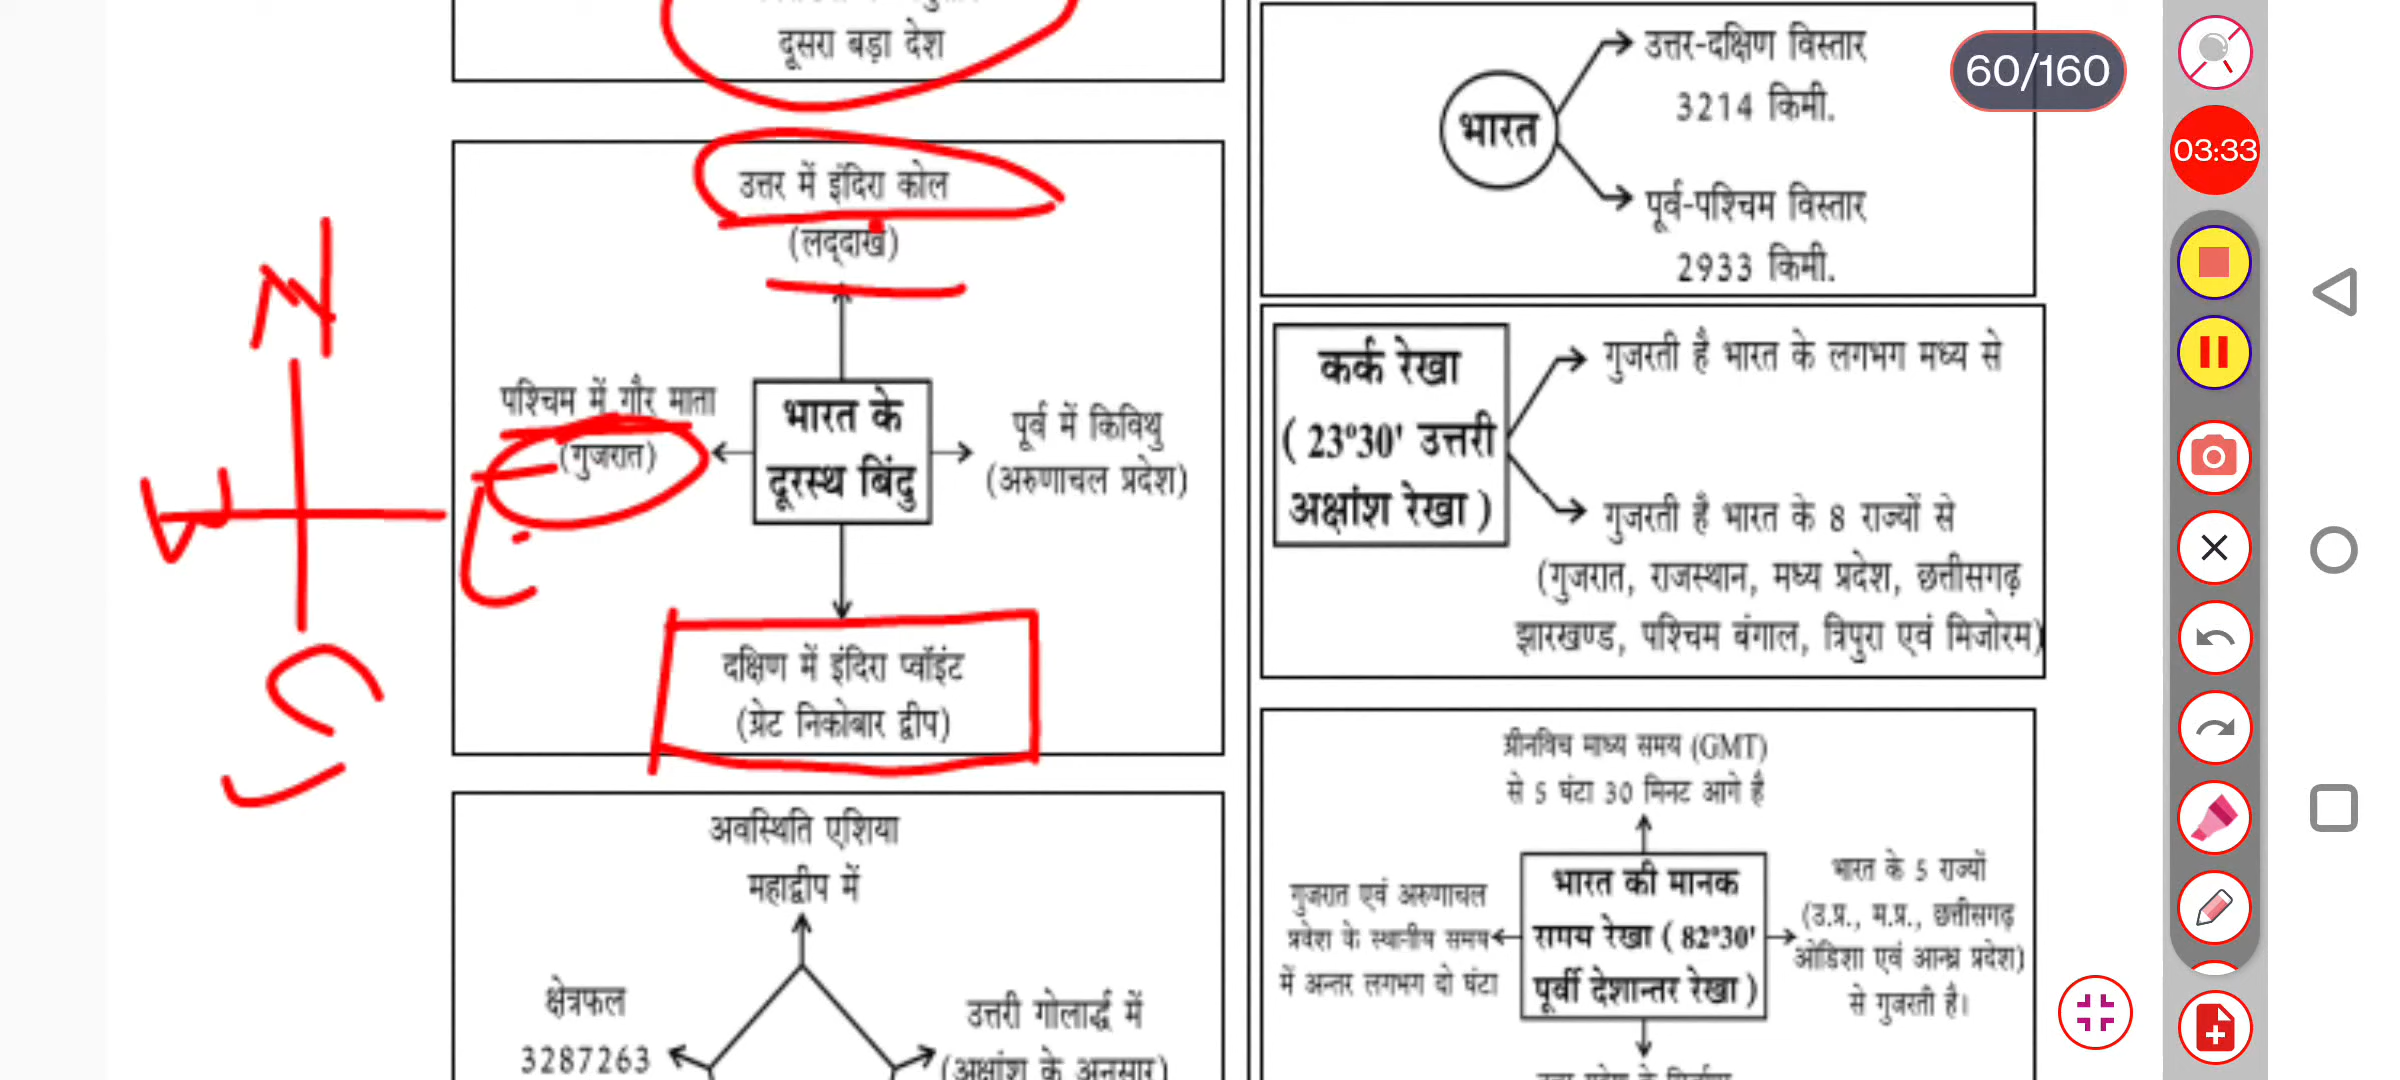 दूसरा बड़ा देश
उत्तर में इंदिरा कोल
(लद्दाख)
पश्चिम में गौर माता
(गुजरात)
भारत के
दूरस्थ बिंदु
पूर्व में किविथु
(अरुणाचल प्रदेश)
दक्षिण में इंदिरा प्वॉइंट
(ग्रेट निकोबार द्वीप)
N
W
S
अवस्थिति एशिया
महाद्वीप में
क्षेत्रफल
3287263
उत्तरी गोलार्द्ध में
(अक्षांश के अनुसार)
भारत
उत्तर-दक्षिण विस्तार
3214 किमी.
पूर्व-पश्चिम विस्तार
2933 किमी.
कर्क रेखा
( 23°30' उत्तरी
अक्षांश रेखा )
गुजरती है भारत के लगभग मध्य से
गुजरती है भारत के 8 राज्यों से
(गुजरात, राजस्थान, मध्य प्रदेश, छत्तीसगढ़
झारखण्ड, पश्चिम बंगाल, त्रिपुरा एवं मिजोरम)
ग्रीनविच माध्य समय (GMT)
से 5 घंटा 30 मिनट आगे है
गुजरात एवं अरुणाचल
प्रदेश के स्थानीय समय
में अन्तर लगभग दो घंटा
भारत की मानक
समय रेखा ( 82°30'
पूर्वी देशान्तर रेखा )
भारत के 5 राज्यों
(उ.प्र., म.प्र., छत्तीसगढ़
ओडिशा एवं आन्ध्र प्रदेश)
से गुजरती है।
60/160
03:33